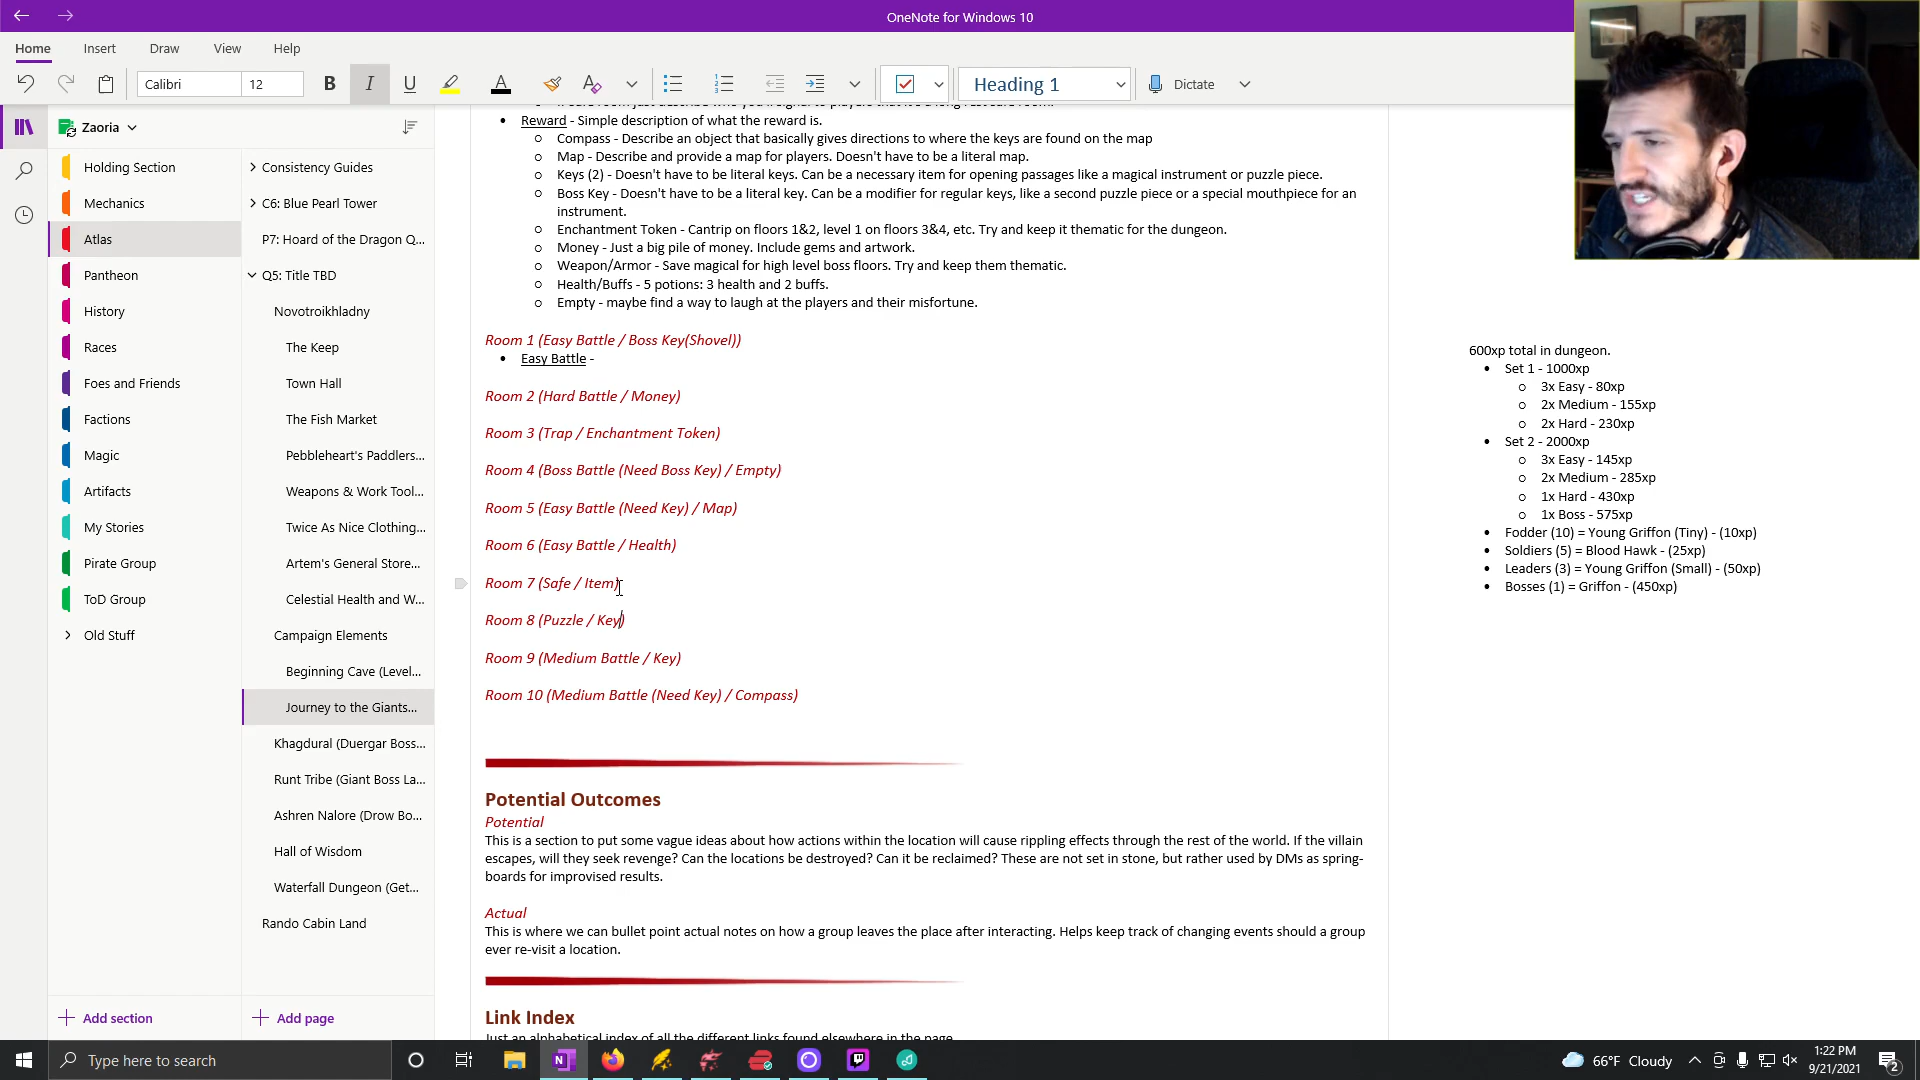 OneNote for Windows 10
Home
Insert
Draw
View
Help
Calibri
12
B
I
U
A
A
Heading 1
Dictate
Zaoria
Holding Section
Mechanics
Atlas
Pantheon
History
Races
Foes and Friends
Factions
Magic
Artifacts
My Stories
Pirate Group
ToD Group
Old Stuff
Add section
Consistency Guides
C6: Blue Pearl Tower
P7: Hoard of the Dragon Q...
Q5: Title TBD
Novotroikhladny
The Keep
Town Hall
The Fish Market
Pebbleheart's Paddlers...
Weapons & Work Tool...
Twice As Nice Clothing...
Artem's General Store...
Celestial Health and W...
Campaign Elements
Beginning Cave (Level...
Journey to the Giants...
Khagdural (Duergar Boss...
Runt Tribe (Giant Boss La...
Ashren Nalore (Drow Bo...
Hall of Wisdom
Waterfall Dungeon (Get...
Rando Cabin Land
Add page
Reward - Simple description of what the reward is.
Compass - Describe an object that basically gives directions to where the keys are found on the map
Map - Describe and provide a map for players. Doesn't have to be a literal map.
Keys (2) - Doesn't have to be literal keys. Can be a necessary item for opening passages like a magical instrument or puzzle piece.
Boss Key - Doesn't have to be a literal key. Can be a modifier for regular keys, like a second puzzle piece or a special mouthpiece for an
instrument.
Enchantment Token - Cantrip on floors 1&2, level 1 on floors 3&4, etc. Try and keep it thematic for the dungeon.
Money - Just a big pile of money. Include gems and artwork.
Weapon/Armor - Save magical for high level boss floors. Try and keep them thematic.
Health/Buffs - 5 potions: 3 health and 2 buffs.
Empty - maybe find a way to laugh at the players and their misfortune.
Room 1 (Easy Battle / Boss Key(Shovel))
Easy Battle -
Room 2 (Hard Battle / Money)
Room 3 (Trap / Enchantment Token)
Room 4 (Boss Battle (Need Boss Key) / Empty)
Room 5 (Easy Battle (Need Key) / Map)
Room 6 (Easy Battle / Health)
Room 7 (Safe / Item)
Room 8 (Puzzle / Key)
Room 9 (Medium Battle / Key)
Room 10 (Medium Battle (Need Key) / Compass)
Potential Outcomes
Potential
This is a section to put some vague ideas about how actions within the location will cause rippling effects through the rest of the world. If the villain
escapes, will they seek revenge? Can the locations be destroyed? Can it be reclaimed? These are not set in stone, but rather used by DMs as spring-
boards for improvised results.
Actual
This is where we can bullet point actual notes on how a group leaves the place after interacting. Helps keep track of changing events should a group
ever re-visit a location.
Link Index
Just an alphabetical index of all the different links found elsewhere in the page.
600xp total in dungeon.
Set 1 - 1000xp
3x Easy - 80xp
2x Medium - 155xp
2x Hard - 230xp
Set 2 - 2000xp
3x Easy - 145xp
2x Medium - 285xp
1x Hard - 430xp
1x Boss - 575xp
Fodder (10) = Young Griffon (Tiny) - (10xp)
Soldiers (5) = Blood Hawk - (25xp)
Leaders (3) = Young Griffon (Small) - (50xp)
Bosses (1) = Griffon - (450xp)
Type here to search
66°F Cloudy
1:22 PM
9/21/2021
2